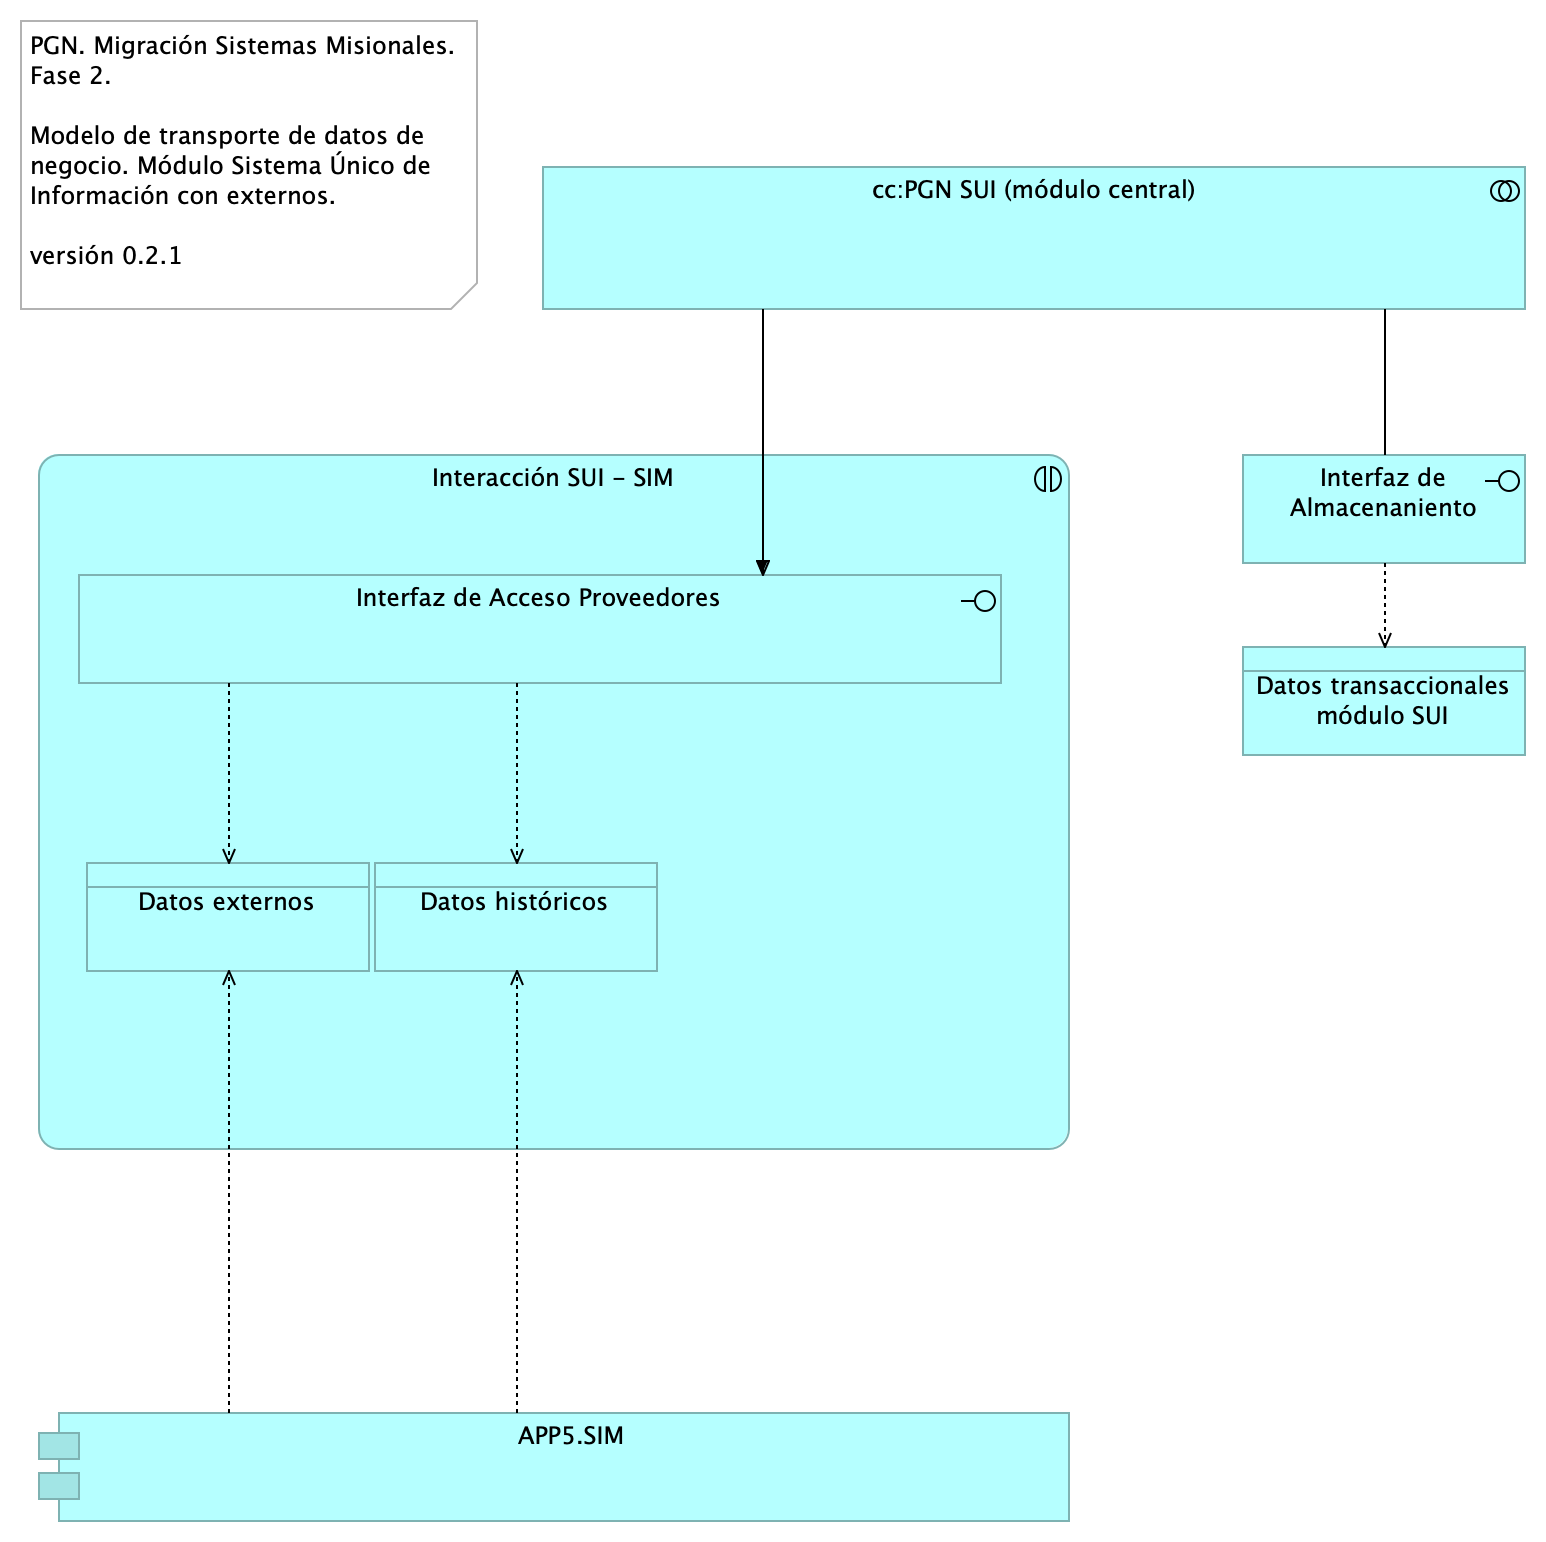 PGN. Migración Sistemas Misionales.
Fase 2.
Modelo de transporte de datos de
negocio. Módulo Sistema Único de
Información con externos.
versión 0.2.1
cc:PGN SUI (módulo central)
Interacción SUI – SIM
Interfaz de
Almacenaniento
Interfaz de Acceso Proveedores
Datos transaccionales
módulo SUI
Datos externos
Datos históricos
APP5.SIM